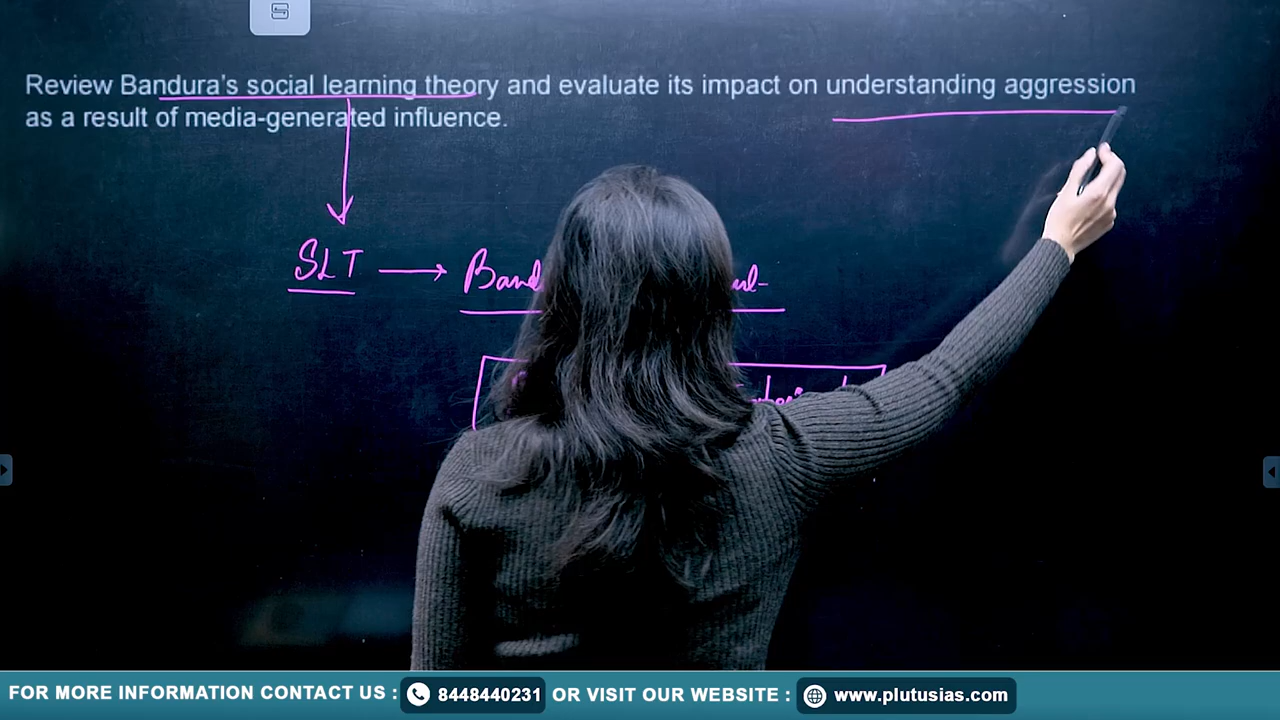 Review Bandura's social learning theory and evaluate its impact on understanding aggression
as a result of media-generated influence.
SLT → Band
FOR MORE INFORMATION CONTACT US : 8448440231 OR VISIT OUR WEBSITE : www.plutusias.com